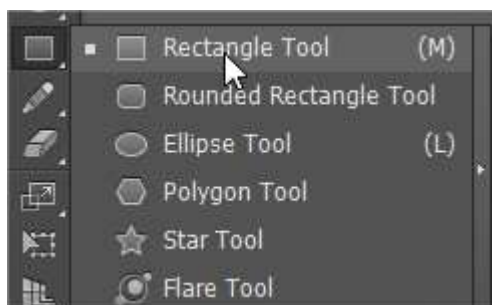 Rectangle Tool (M)
Rounded Rectangle Tool
Ellipse Tool (L)
Polygon Tool
Star Tool
Flare Tool